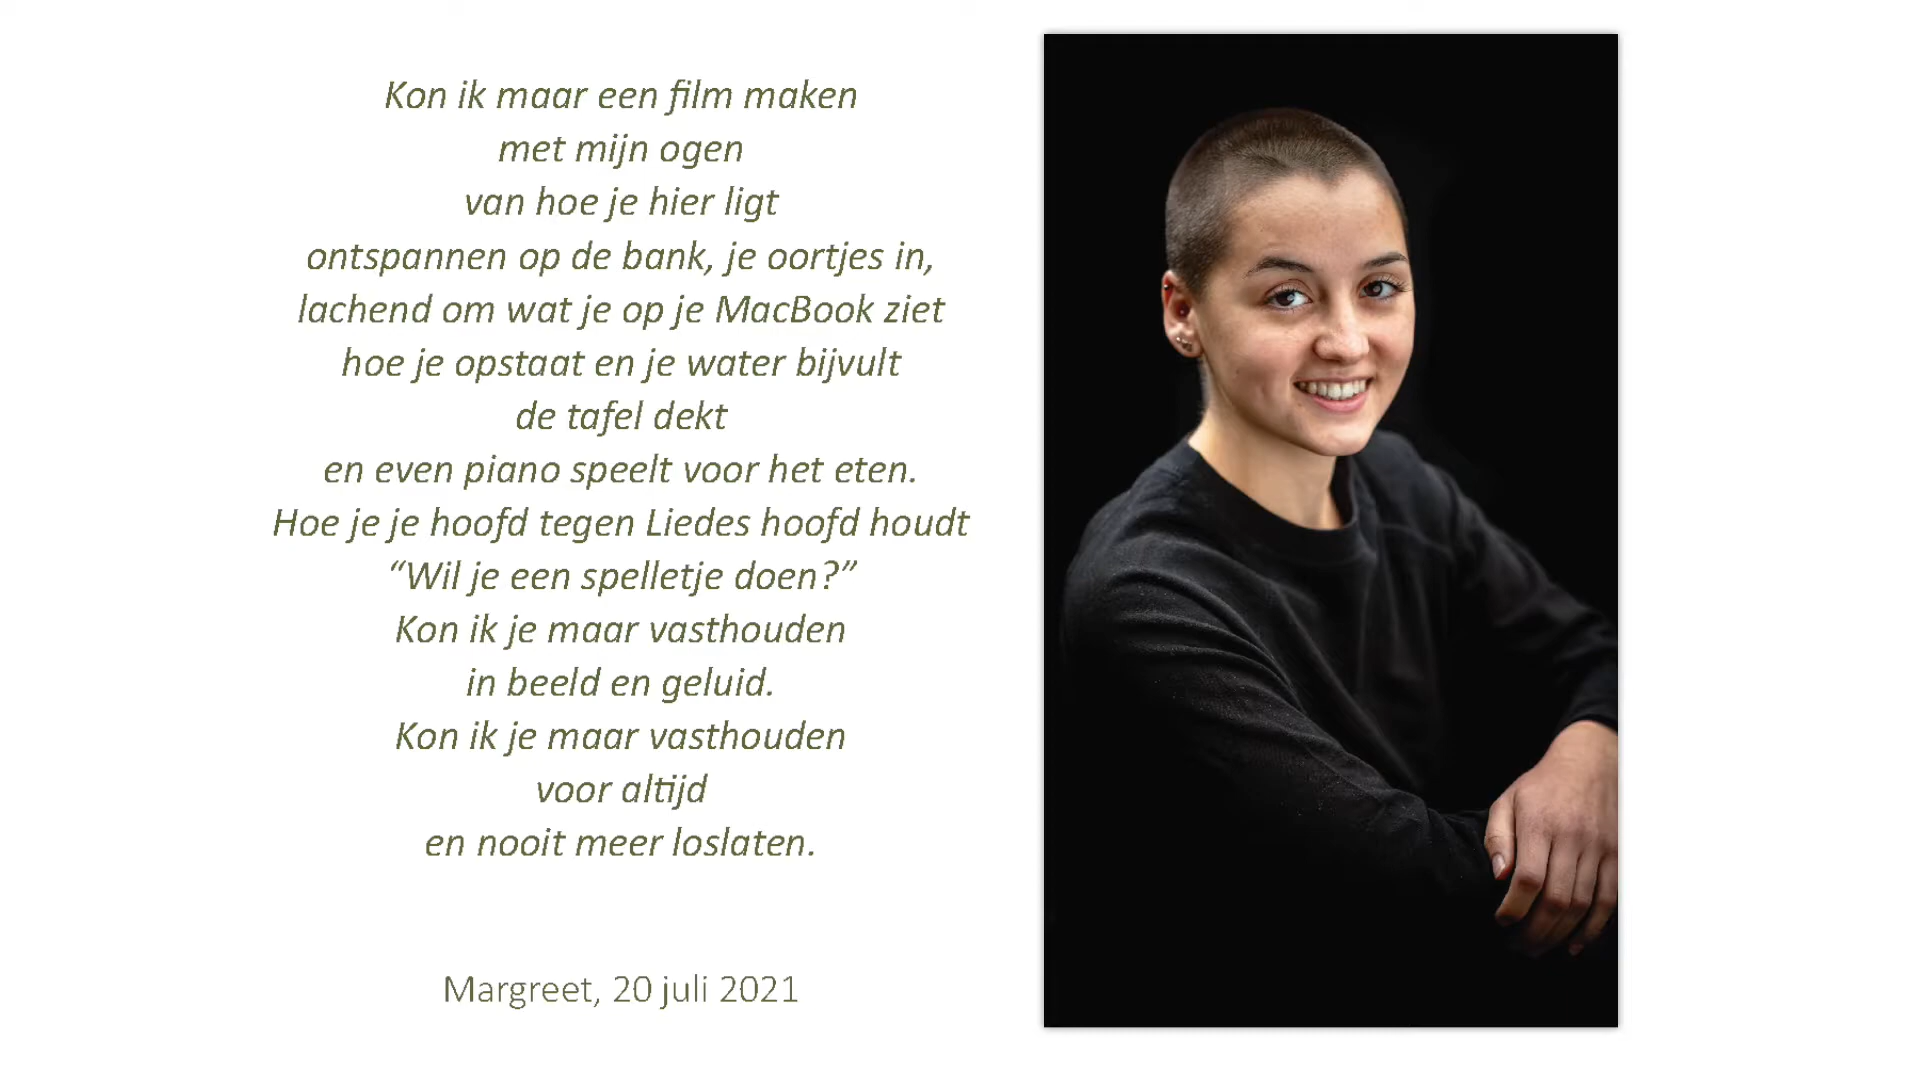 Kon ik maar een film maken
met mijn ogen
van hoe je hier ligt
ontspannen op de bank, je oortjes in,
lachend om wat je op je MacBook ziet
hoe je opstaat en je water bijvult
de tafel dekt
en even piano speelt voor het eten.
Hoe je je hoofd tegen Liedes hoofd houdt
“Wil je een spelletje doen?”
Kon ik je maar vasthouden
in beeld en geluid.
Kon ik je maar vasthouden
voor altijd
en nooit meer loslaten.
Margreet, 20 juli 2021